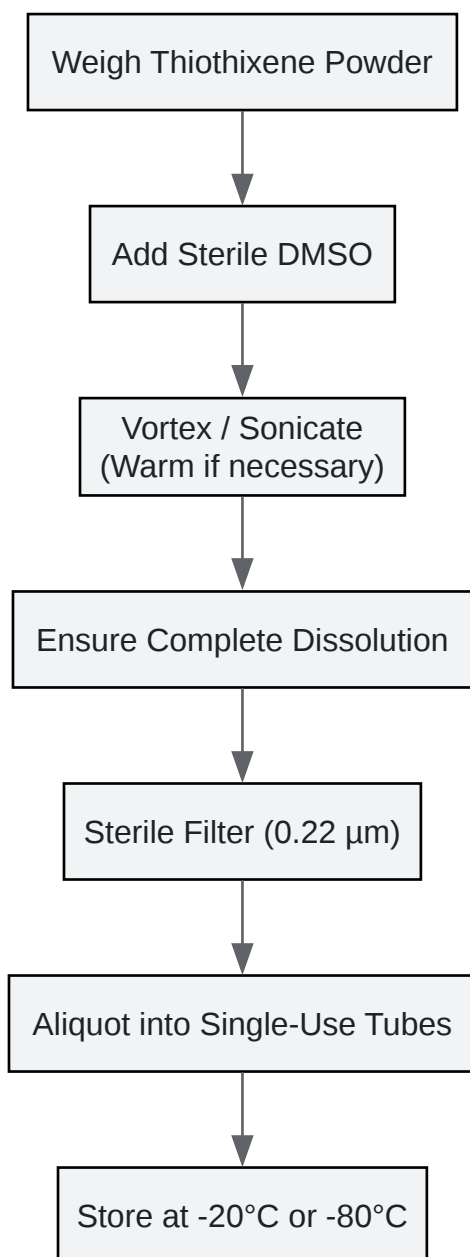 Weigh Thiothixene Powder
Add Sterile DMSO
Vortex / Sonicate
(Warm if necessary)
Ensure Complete Dissolution
Sterile Filter (0.22 µm)
Aliquot into Single-Use Tubes
Store at -20°C or -80°C